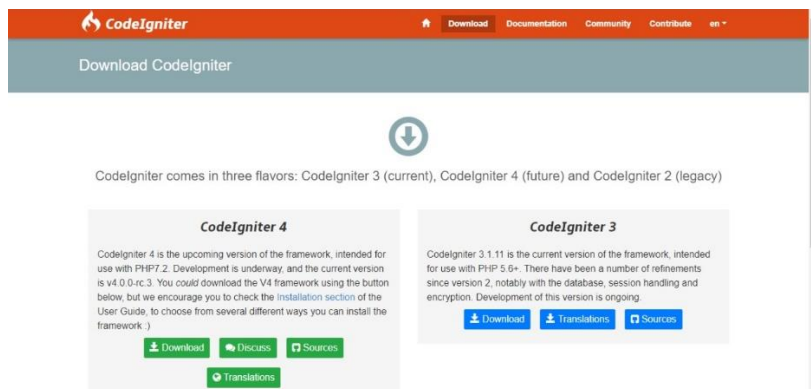 CodeIgniter
Download Documentation Community Contribute en
Download CodeIgniter
CodeIgniter comes in three flavors: CodeIgniter 3 (current), CodeIgniter 4 (future) and CodeIgniter 2 (legacy)
CodeIgniter 4
CodeIgniter 4 is the upcoming version of the framework, intended for
use with PHP7.2. Development is underway, and the current version
is v4.0.0-rc.3. You could download the V4 framework using the button
below, but we encourage you to check the Installation section of the
User Guide, to choose from several different ways you can install the
framework :)
Download Discuss Sources
Translations
CodeIgniter 3
CodeIgniter 3.1.11 is the current version of the framework, intended
for use with PHP 5.6+. There have been a number of refinements
since version 2, notably with the database, session handling and
encryption. Development of this version is ongoing.
Download Translations Sources